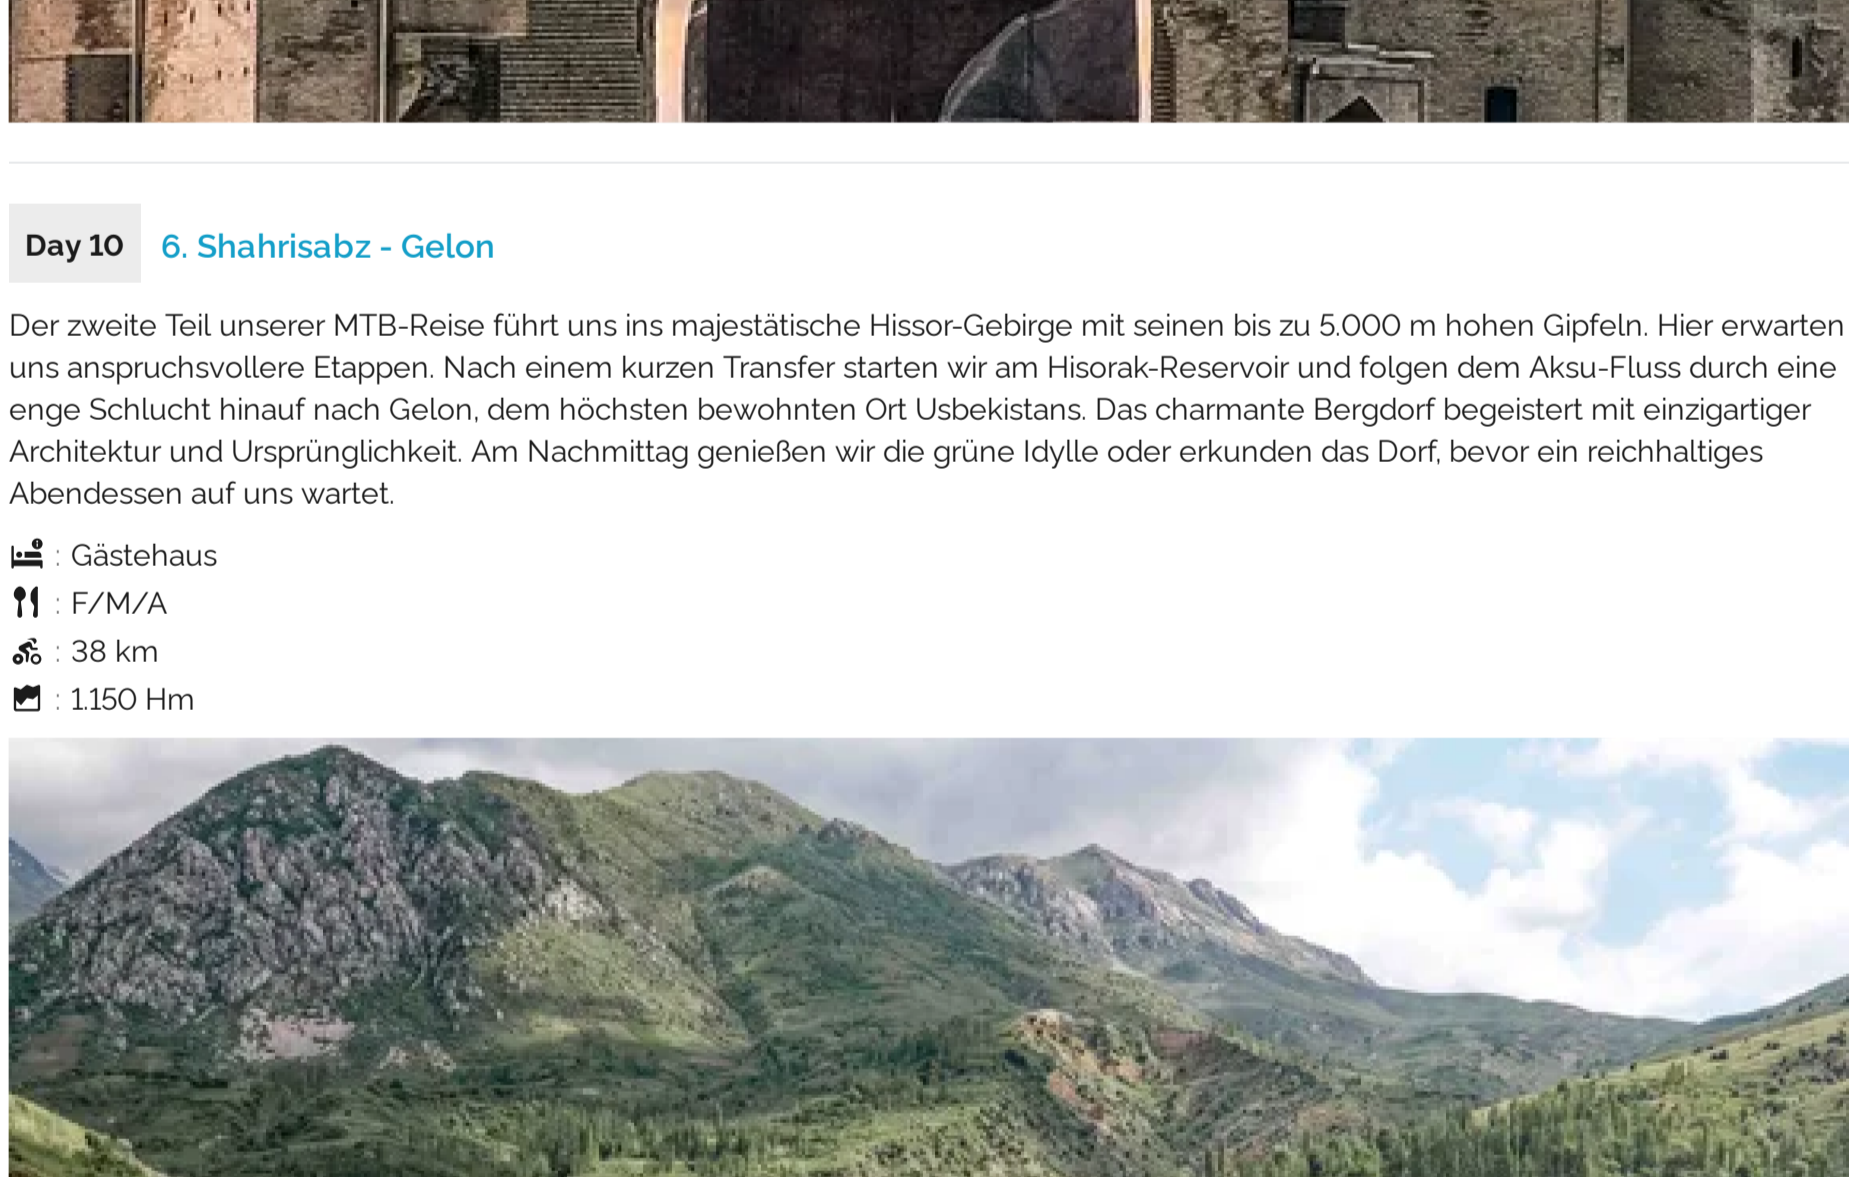 Day 10 6. Shahrisabz - Gelon
Der zweite Teil unserer MTB-Reise führt uns ins majestätische Hissor-Gebirge mit seinen bis zu 5.000 m hohen Gipfeln. Hier erwarten
uns anspruchsvollere Etappen. Nach einem kurzen Transfer starten wir am Hisorak-Reservoir und folgen dem Aksu-Fluss durch eine
enge Schlucht hinauf nach Gelon, dem höchsten bewohnten Ort Usbekistans. Das charmante Bergdorf begeistert mit einzigartiger
Architektur und Ursprünglichkeit. Am Nachmittag genießen wir die grüne Idylle oder erkunden das Dorf, bevor ein reichhaltiges
Abendessen auf uns wartet.
: Gästehaus
: F/M/A
: 38 km
: 1.150 Hm